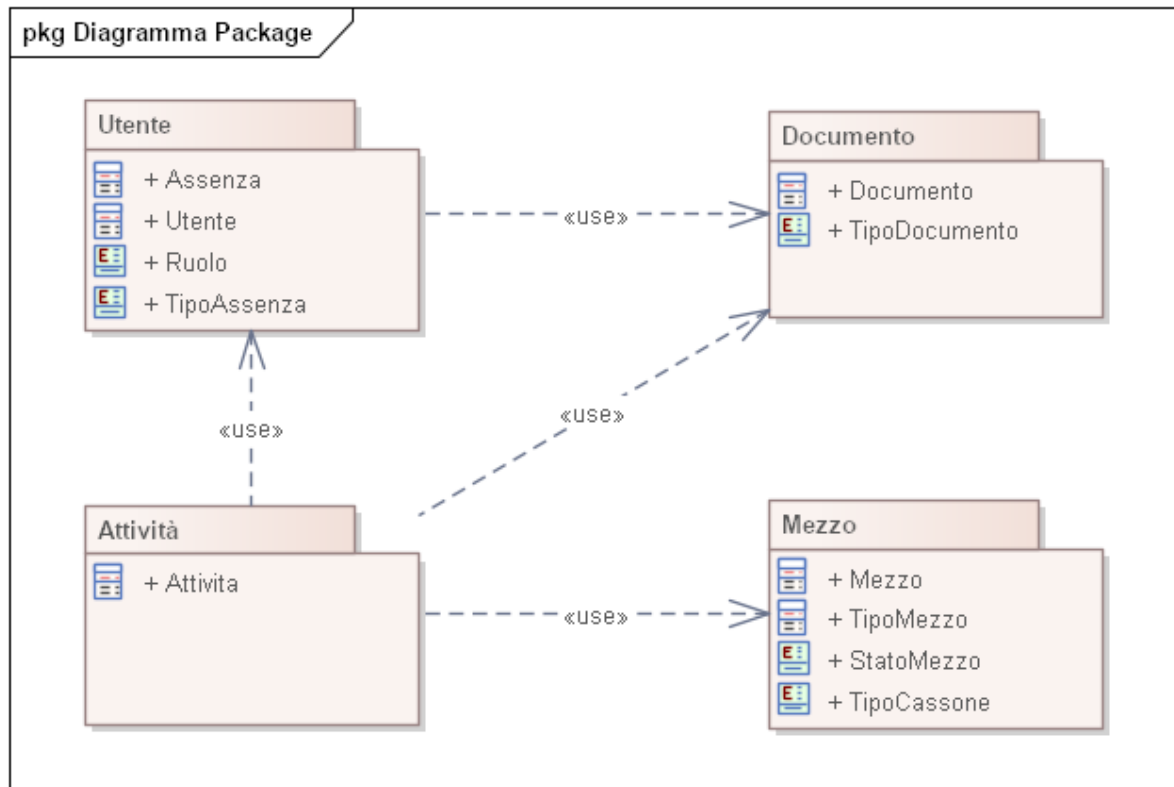 pkg Diagramma Package
Utente
+ Assenza
+ Utente
+ Ruolo
+ TipoAssenza
«use»
Documento
+ Documento
+ TipoDocumento
«use»
«use»
Attività
+ Attivita
«use»
Mezzo
+ Mezzo
+ TipoMezzo
+ StatoMezzo
+ TipoCassone